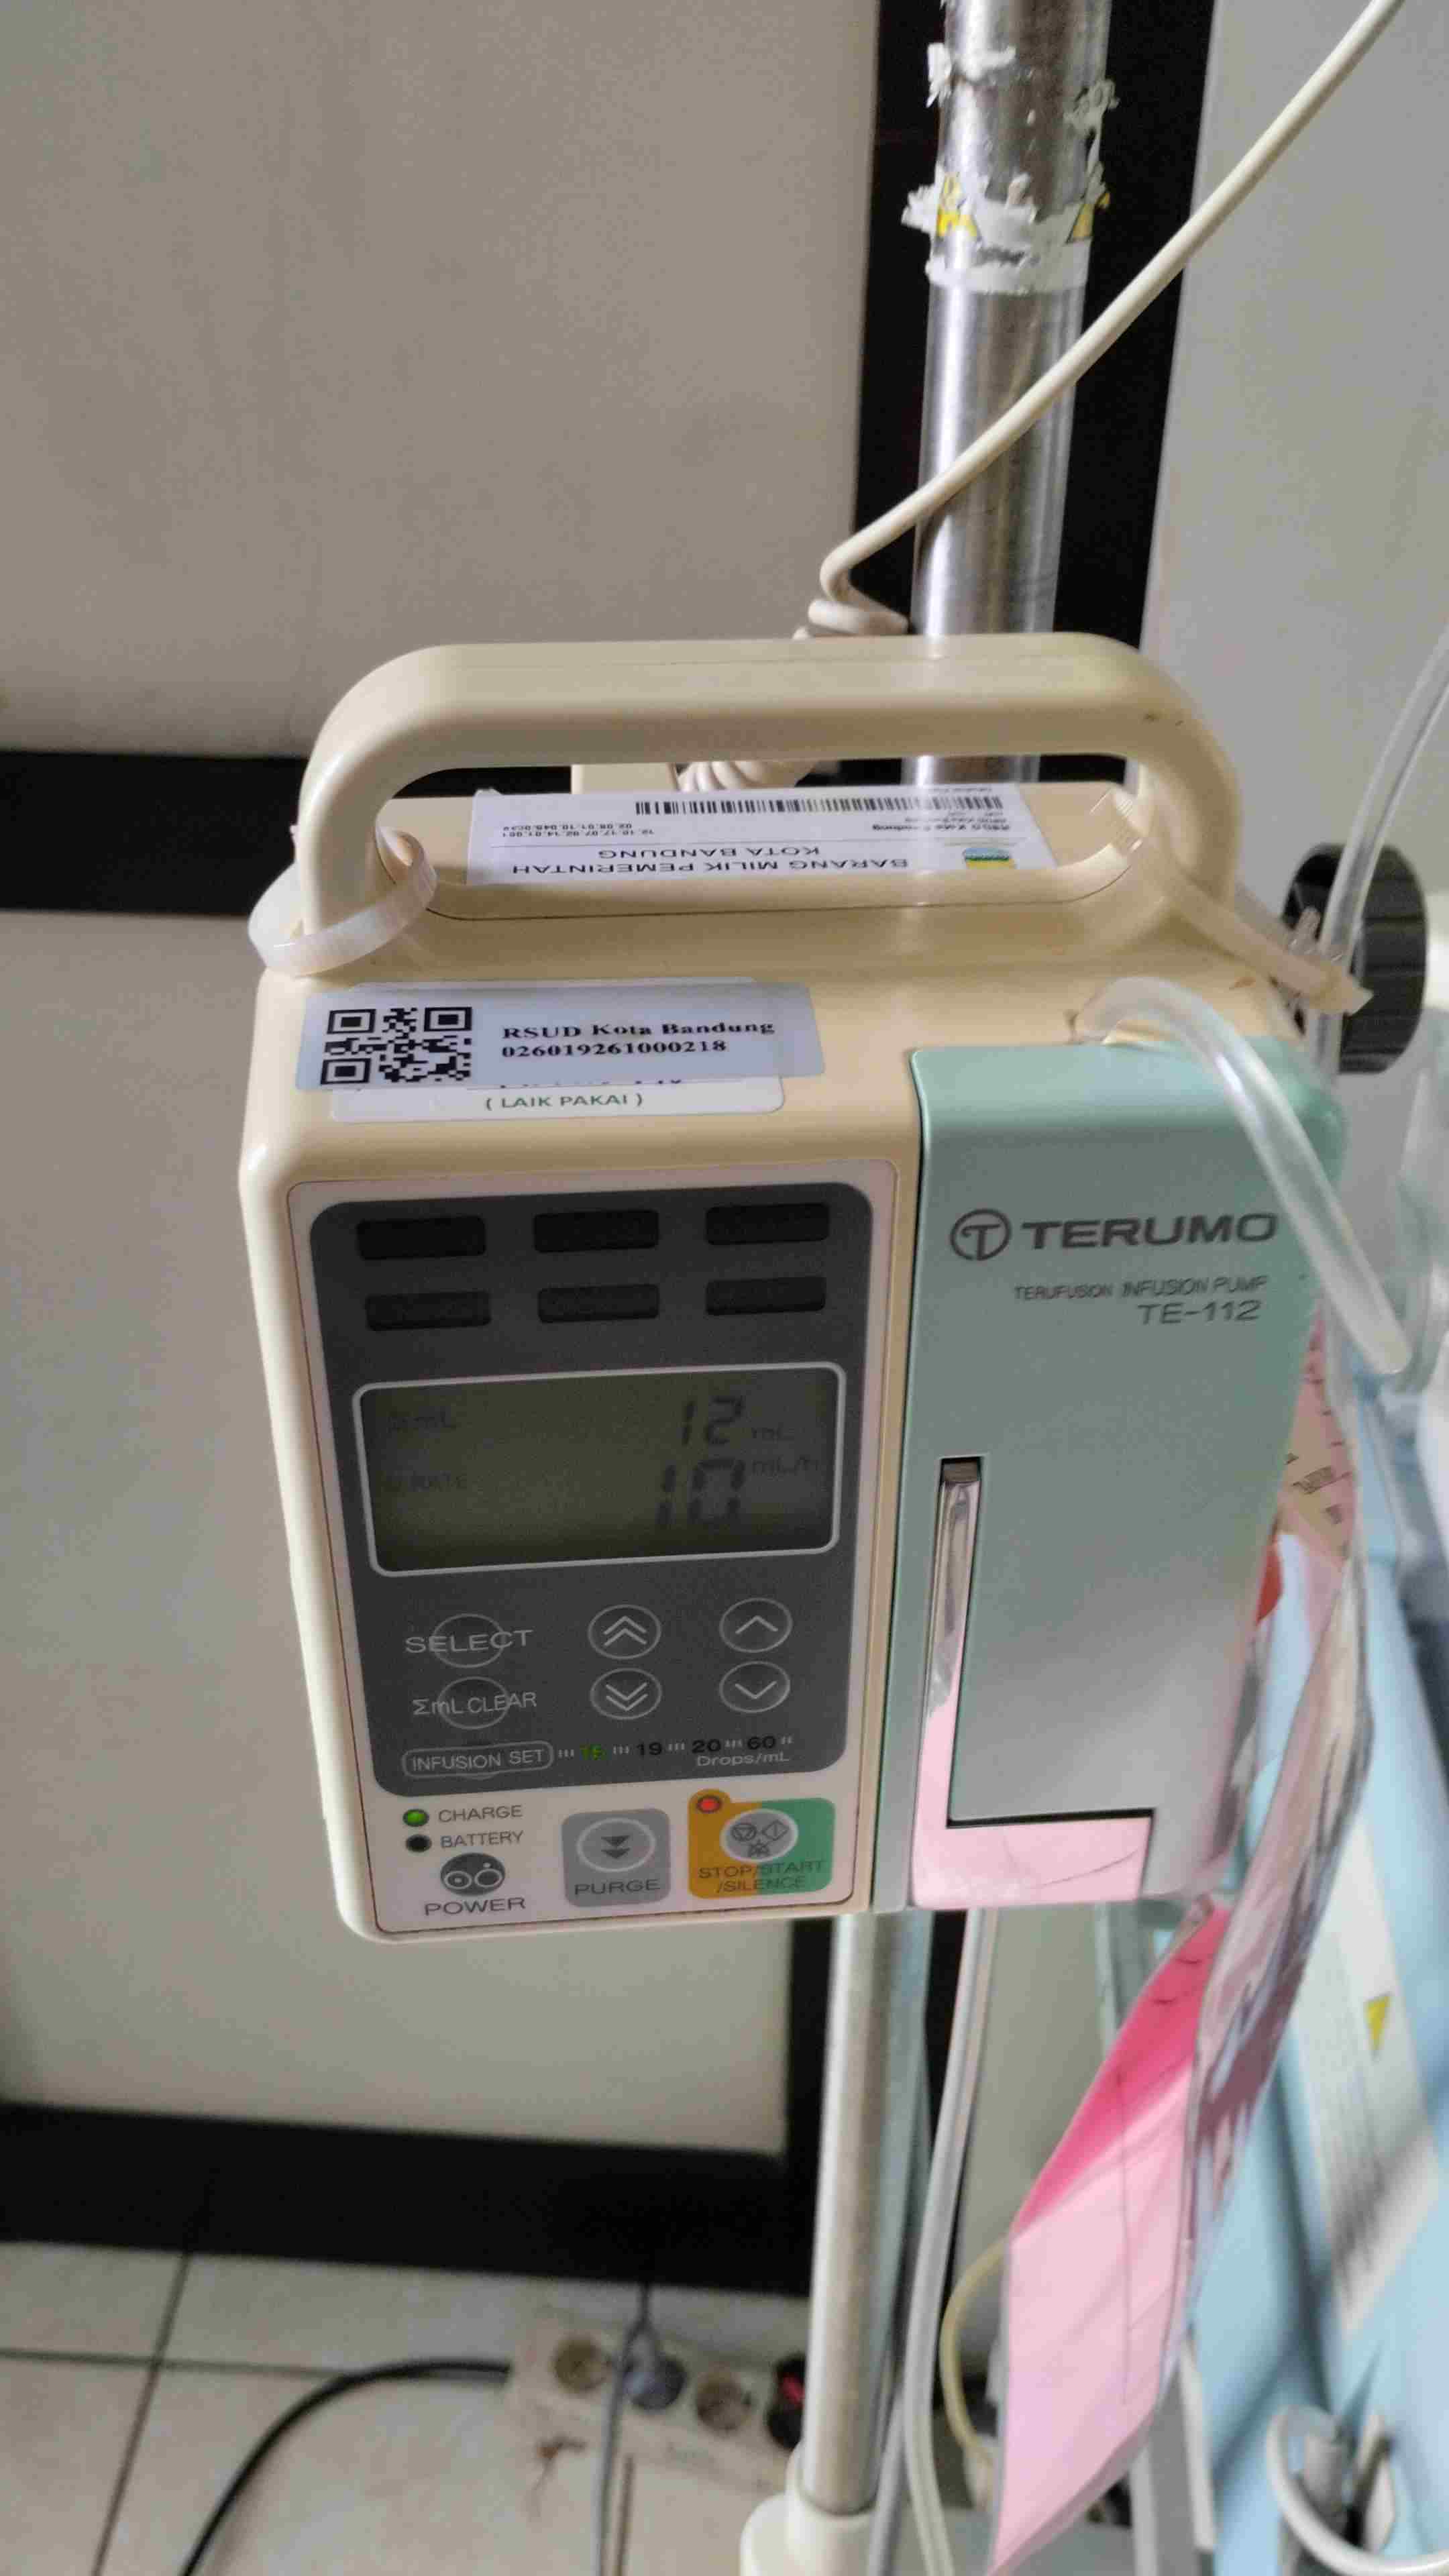 BARANG MILIK PEMERINTAH
KOTA BANDUNG
RSUD Kota Bandung
026019261000218
( LAIK PAKAI )
TERUMO
TERUFUSION INFUSION PUMP
TE-112
ΣmL 12 mL
RATE 10 mL/h
SELECT
ΣmL CLEAR
INFUSION SET 15 19 20 60
Drops/mL
CHARGE
BATTERY
POWER
PURGE
STOP/START
/SILENCE